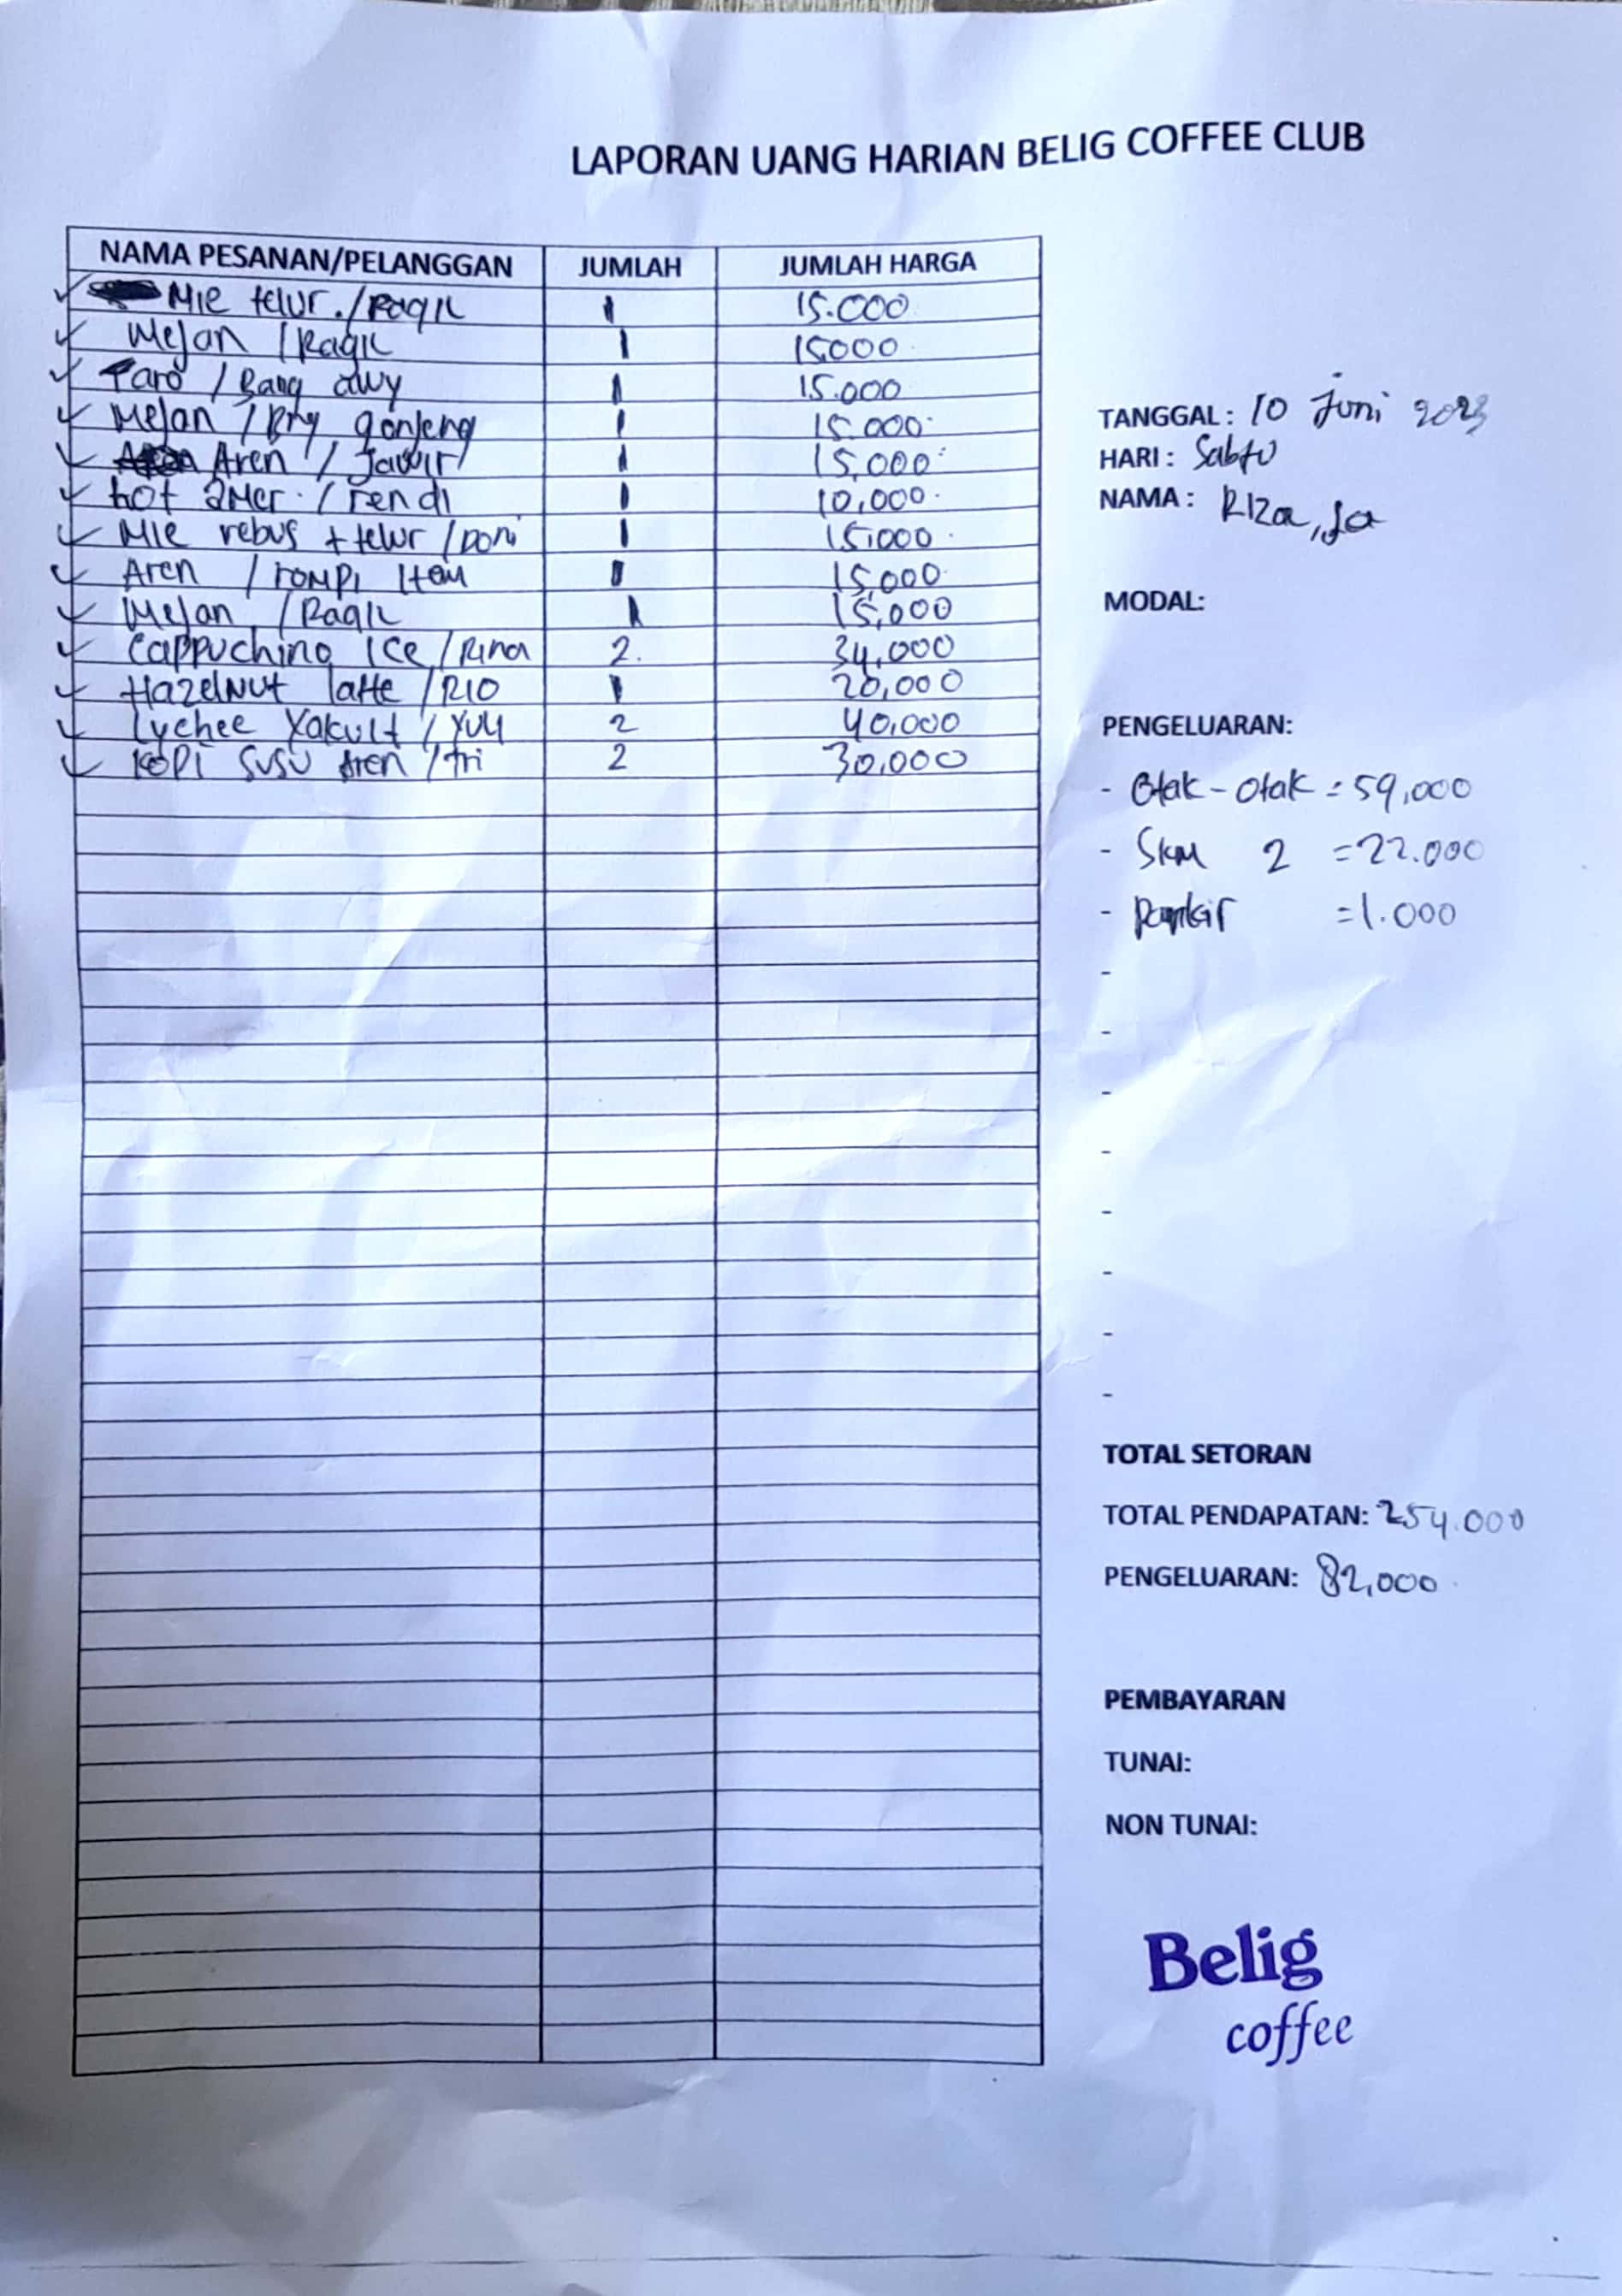 LAPORAN UANG HARIAN BELIG COFFEE CLUB
NAMA PESANAN/PELANGGAN JUMLAH JUMLAH HARGA
Mie telur. / Ragil 1 15.000
Mejan / Ragil 1 15000
Taro / Bang awy 1 15.000
Mejan / Bng gonjeng 1 15.000
Aren / Jawir 1 15,000
hot amer. / rendi 1 10,000
Mie rebus + telur / Doni 1 15,000
Aren / rompi Item 1 15,000
Mejan / Ragil 1 15,000
Cappuchino Ice / Rina 2. 34,000
Hazelnut latte / RIO 1 20,000
Lychee Yakult / Yuli 2 40,000
Kopi Susu Aren / Tri 2 30,000
TANGGAL: 10 Juni 2023
HARI: Sabtu
NAMA: RIza,
MODAL:
PENGELUARAN:
- Otak-otak = 59,000
- Skm 2 = 22.000
- Parkir = 1.000
-
-
-
-
-
-
-
-
TOTAL SETORAN
TOTAL PENDAPATAN: 254.000
PENGELUARAN: 82,000
PEMBAYARAN
TUNAI:
NON TUNAI:
Belig
coffee